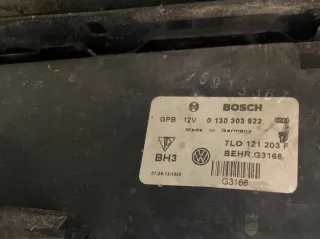 BOSCH
GPB 12V 0 130 303 922
Made in Germany
7L0 121 203 F
BH3 BEHR G3166
G3166